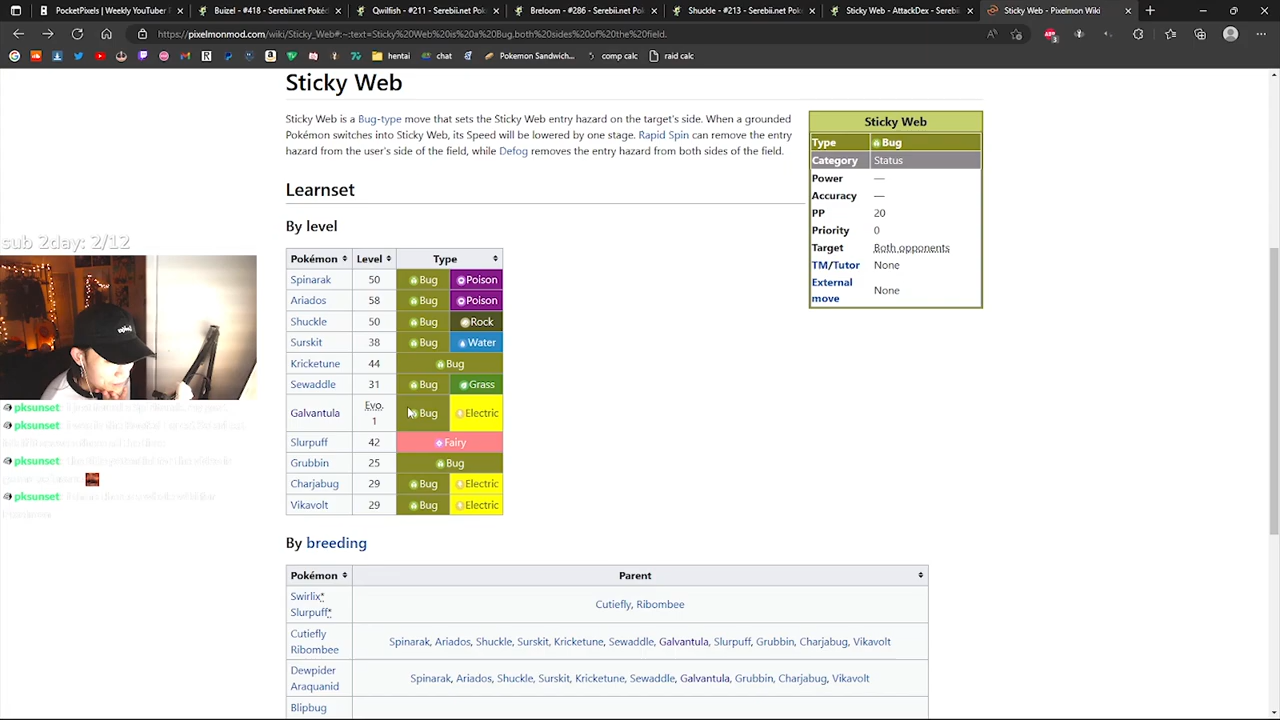 PocketPixels | Weekly YouTuber
Buizel - #418 - Serebii.net Poké
Qwilfish - #211 - Serebii.net Po
Breloom - #286 - Serebii.net Po
Shuckle - #213 - Serebii.net Po
Sticky Web - AttackDex - Serebi
Sticky Web - Pixelmon Wiki
https://pixelmonmod.com/wiki/Sticky_Web#:~:text=Sticky%20Web%20is%20a%20Bug,both%20sides%20of%20the%20field.
hentai
chat
Pokemon Sandwich...
comp calc
raid calc
Sticky Web
Sticky Web is a Bug-type move that sets the Sticky Web entry hazard on the target's side. When a grounded
Pokémon switches into Sticky Web, its Speed will be lowered by one stage. Rapid Spin can remove the entry
hazard from the user's side of the field, while Defog removes the entry hazard from both sides of the field.
Sticky Web
Type Bug
Category Status
Power —
Accuracy —
PP 20
Priority 0
Target Both opponents
TM/Tutor None
External
move None
Learnset
By level
Pokémon Level Type
Spinarak 50 Bug Poison
Ariados 58 Bug Poison
Shuckle 50 Bug Rock
Surskit 38 Bug Water
Kricketune 44 Bug
Sewaddle 31 Bug Grass
Galvantula Evo. 1 Bug Electric
Slurpuff 42 Fairy
Grubbin 25 Bug
Charjabug 29 Bug Electric
Vikavolt 29 Bug Electric
By breeding
Pokémon Parent
Swirlix*
Slurpuff*
Cutiefly, Ribombee
Cutiefly
Ribombee
Spinarak, Ariados, Shuckle, Surskit, Kricketune, Sewaddle, Galvantula, Slurpuff, Grubbin, Charjabug, Vikavolt
Dewpider
Araquanid
Spinarak, Ariados, Shuckle, Surskit, Kricketune, Sewaddle, Galvantula, Grubbin, Charjabug, Vikavolt
Blipbug
sub 2day: 2/12
pksunset:
pksunset:
pksunset:
pksunset: